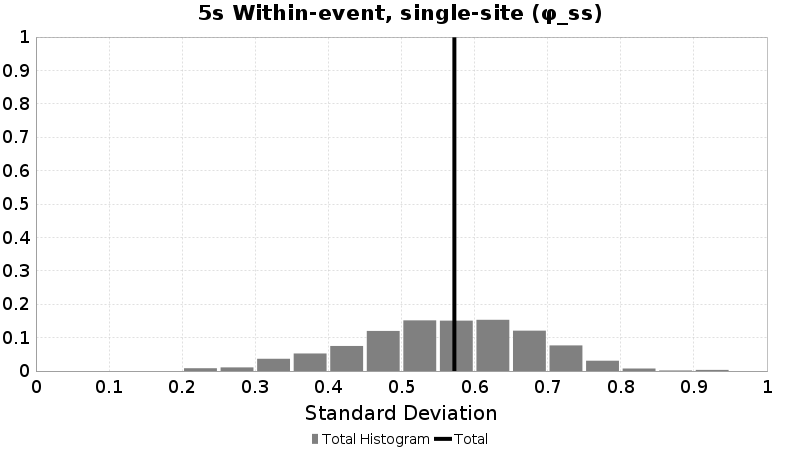 5s Within-event, single-site (φ_ss)
1
0.9
0.8
0.7
0.6
0.5
0.4
0.3
0.2
0.1
0
0 0.1 0.2 0.3 0.4 0.5 0.6 0.7 0.8 0.9 1
Standard Deviation
Total Histogram Total